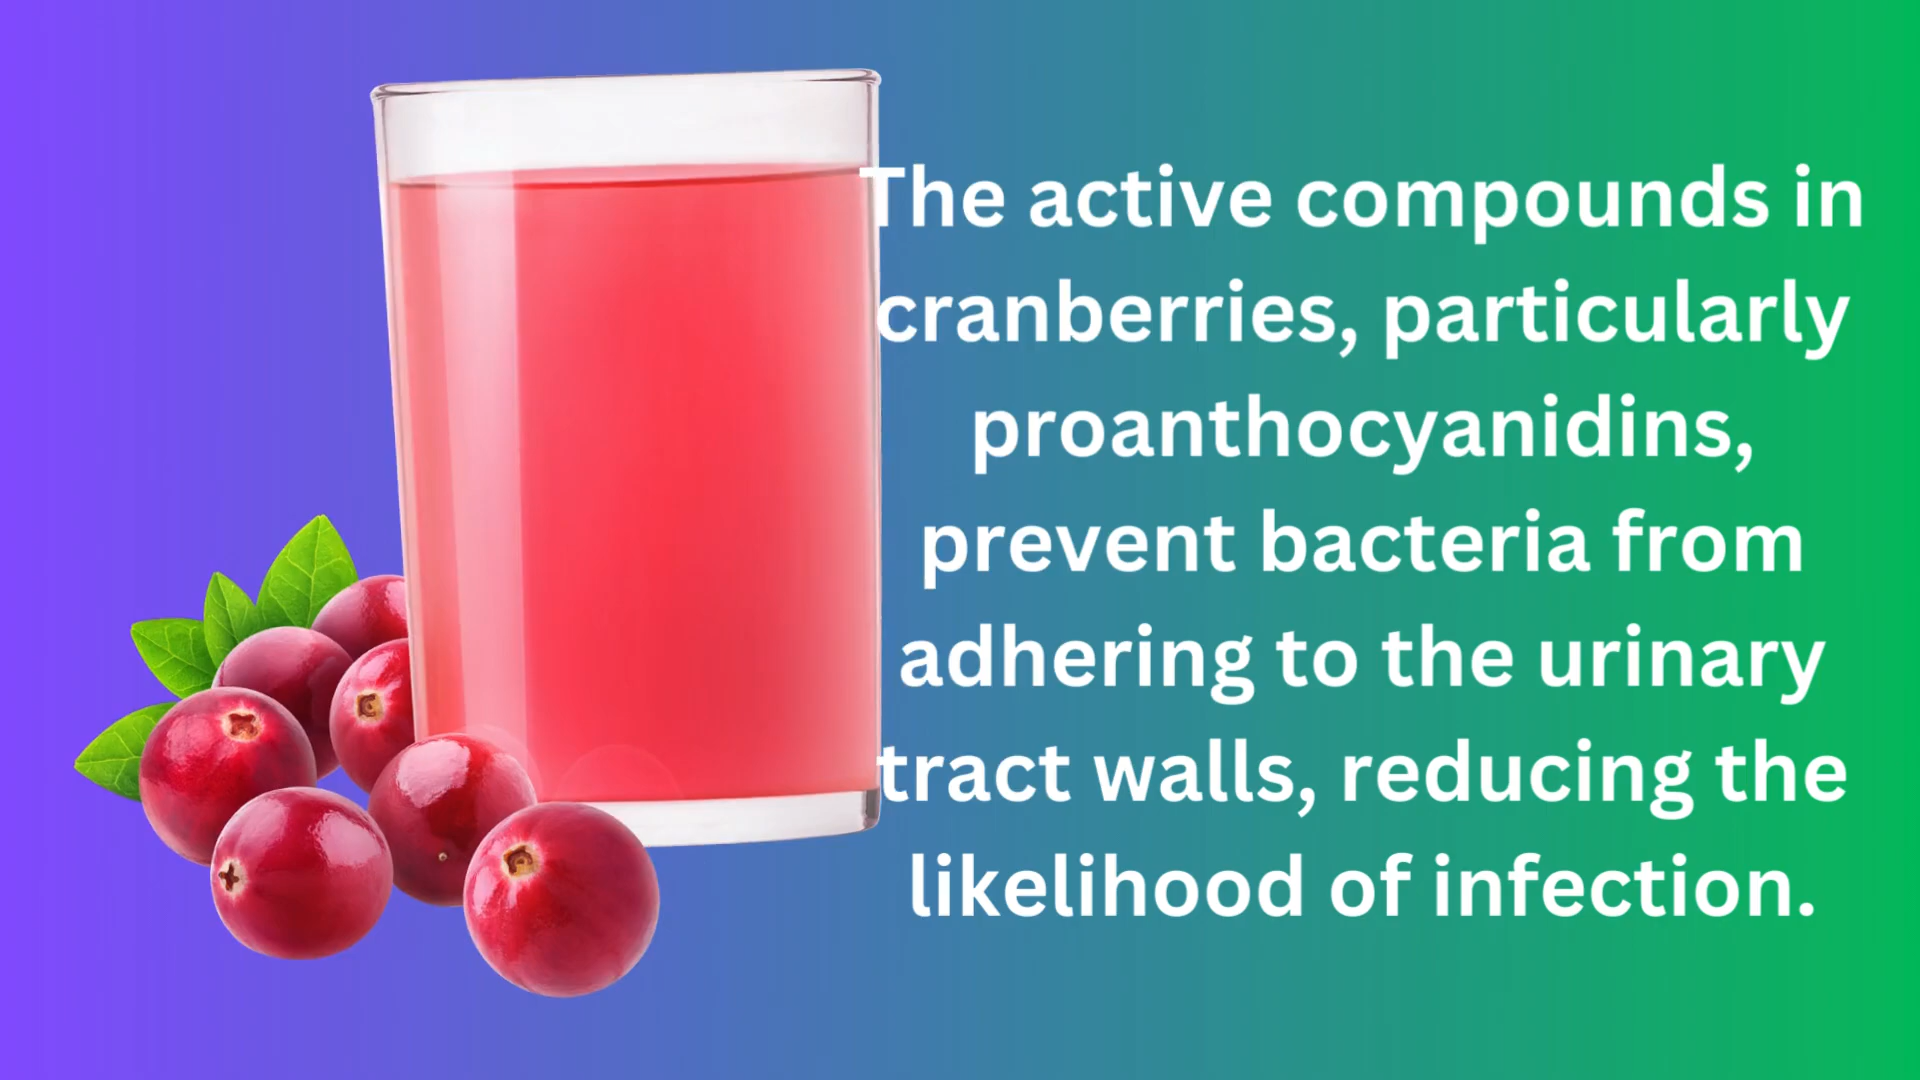 The active compounds in
cranberries, particularly
proanthocyanidins,
prevent bacteria from
adhering to the urinary
tract walls, reducing the
likelihood of infection.